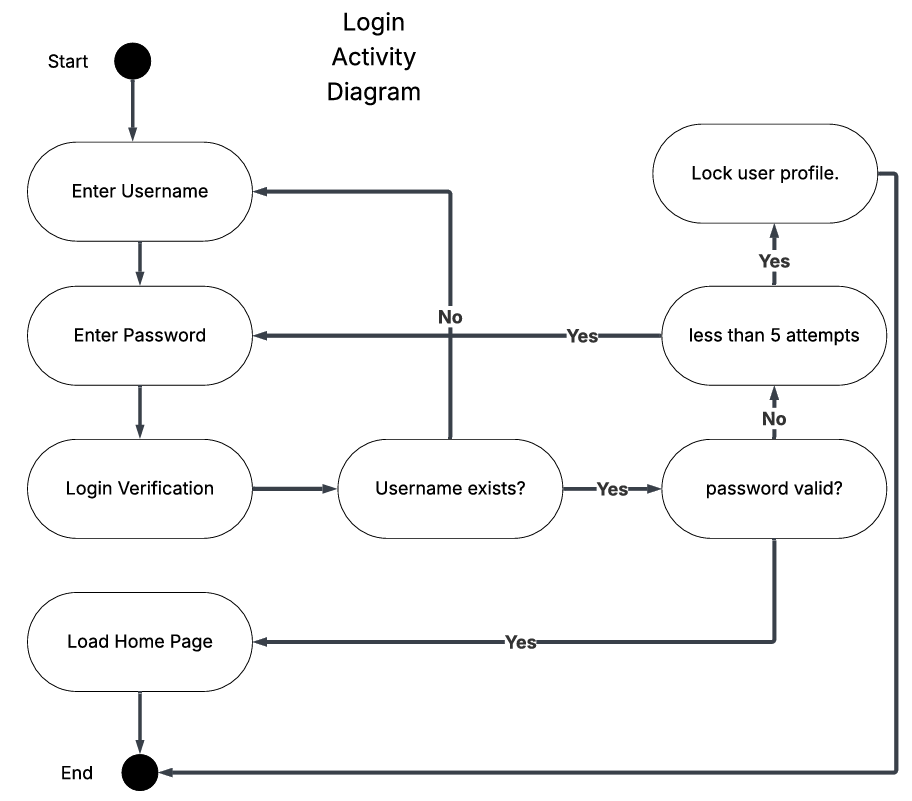 Login
Activity
Diagram
Start
Enter Username
Lock user profile.
Yes
No
Enter Password
Yes
less than 5 attempts
No
Login Verification
Username exists?
Yes
password valid?
Load Home Page
Yes
End